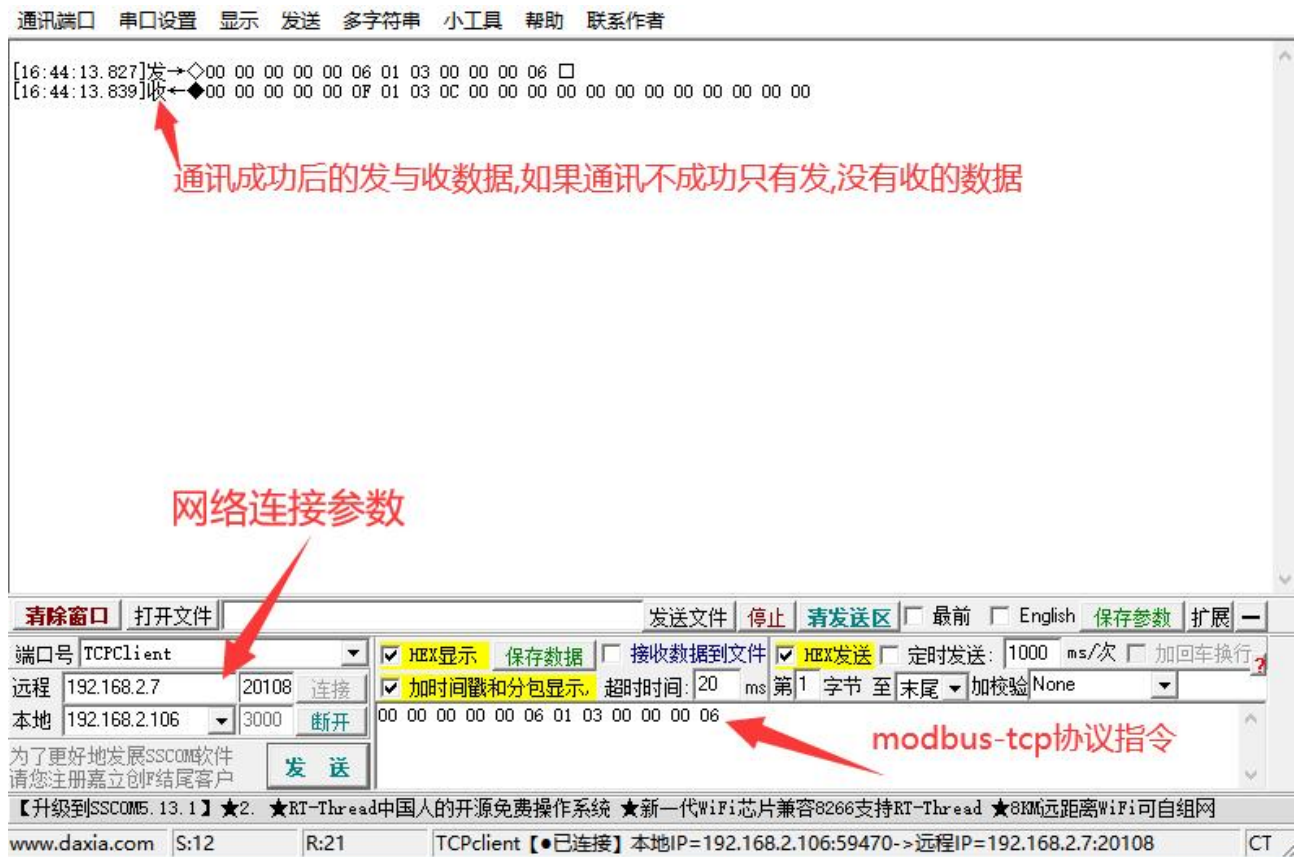 通讯端口 串口设置 显示 发送 多字符串 小工具 帮助 联系作者
[16:44:13.827]发→◇00 00 00 00 00 06 01 03 00 00 00 06 □
[16:44:13.839]收←◆00 00 00 00 00 0F 01 03 0C 00 00 00 00 00 00 00 00 00 00 00 00
通讯成功后的发与收数据,如果通讯不成功只有发,没有收的数据
网络连接参数
清除窗口 打开文件 发送文件 停止 清发送区 最前 English 保存参数 扩展 —
端口号 TCPClient HEX显示 保存数据 接收数据到文件 HEX发送 定时发送: 1000 ms/次 加回车换行 ?
远程 192.168.2.7 20108 连接 加时间戳和分包显示, 超时时间: 20 ms 第 1 字节 至 末尾 加校验 None
本地 192.168.2.106 3000 断开 00 00 00 00 00 06 01 03 00 00 00 06
modbus-tcp协议指令
为了更好地发展SSCOM软件
请您注册嘉立创F结尾客户
发 送
【升级到SSCOM5.13.1】★2. ★RT-Thread中国人的开源免费操作系统 ★新一代WiFi芯片兼容8266支持RT-Thread ★8KM远距离WiFi可自组网
www.daxia.com S:12 R:21 TCPclient【●已连接】本地IP=192.168.2.106:59470->远程IP=192.168.2.7:20108 CT